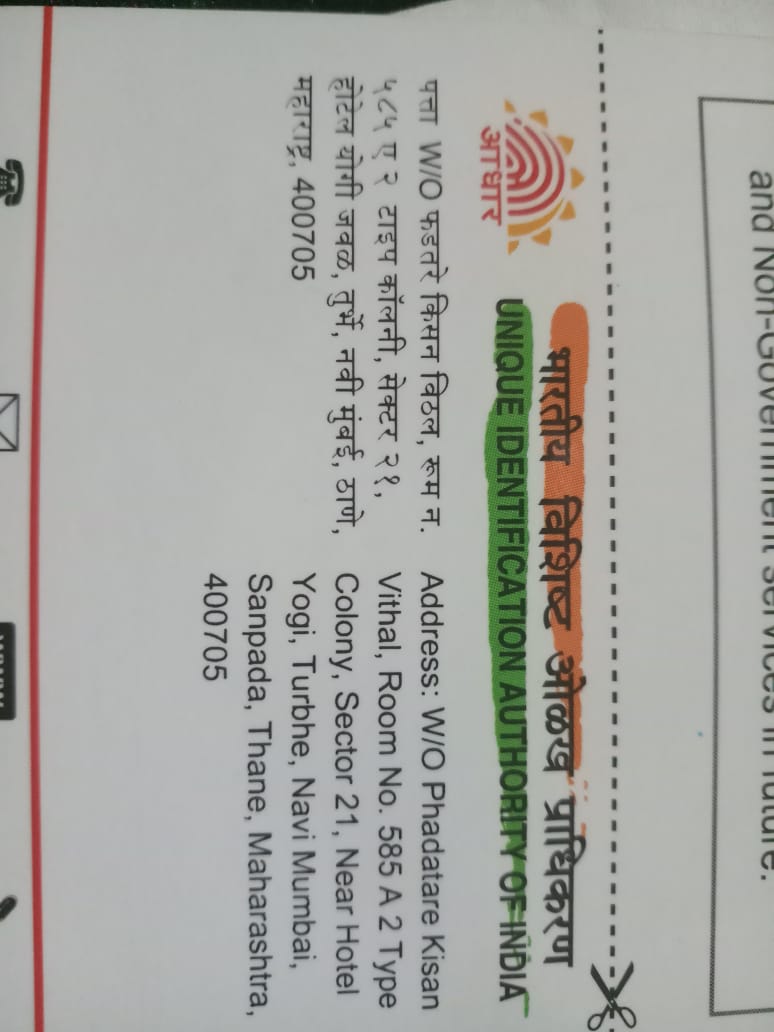 and Non-Government services in future.
भारतीय विशिष्ट ओळख प्राधिकरण
UNIQUE IDENTIFICATION AUTHORITY OF INDIA
आधार
पत्ता W/O फडतरे किसन विठल, रूम न.
५८५ ए २ टाइप कॉलनी, सेक्टर २१,
होटेल योगी जवळ, तुर्भे, नवी मुंबई, ठाणे,
महाराष्ट्र, 400705
Address: W/O Phadatare Kisan
Vithal, Room No. 585 A 2 Type
Colony, Sector 21, Near Hotel
Yogi, Turbhe, Navi Mumbai,
Sanpada, Thane, Maharashtra,
400705